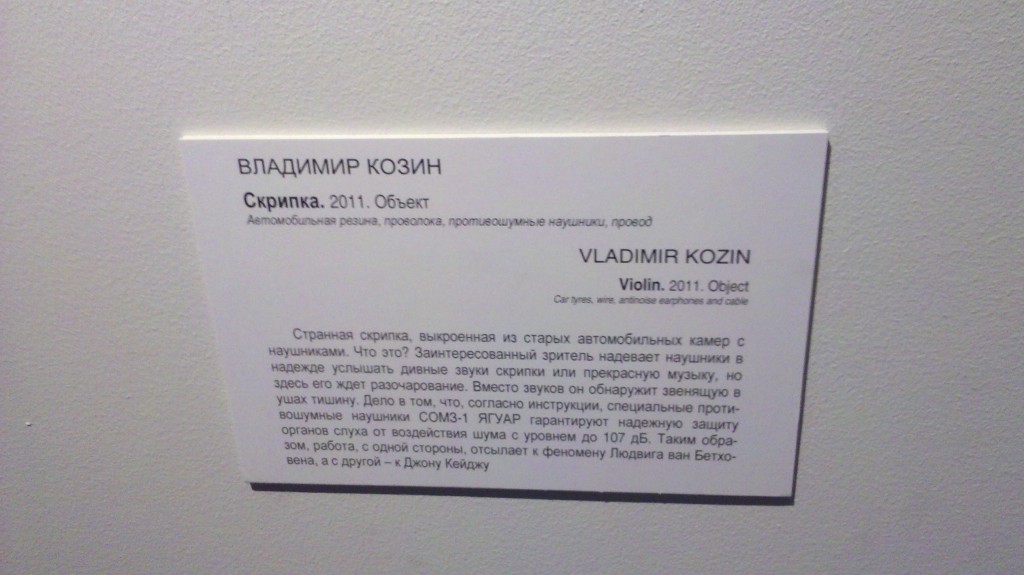 ВЛАДИМИР КОЗИН
Скрипка. 2011. Объект
Автомобильная резина, проволока, противошумные наушники, провод
VLADIMIR KOZIN
Violin. 2011. Object
Car tyres, wire, antinoise earphones and cable
Странная скрипка, выкроенная из старых автомобильных камер с
наушниками. Что это? Заинтересованный зритель надевает наушники в
надежде услышать дивные звуки скрипки или прекрасную музыку, но
здесь его ждет разочарование. Вместо звуков он обнаружит звенящую в
ушах тишину. Дело в том, что, согласно инструкции, специальные проти-
вошумные наушники СОМЗ-1 ЯГУАР гарантируют надежную защиту
органов слуха от воздействия шума с уровнем до 107 дБ. Таким обра-
зом, работа, с одной стороны, отсылает к феномену Людвига ван Бетхо-
вена, а с другой – к Джону Кейджу